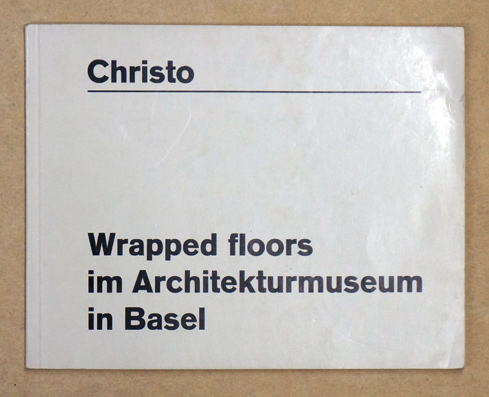 Christo
Wrapped floors
im Architekturmuseum
in Basel